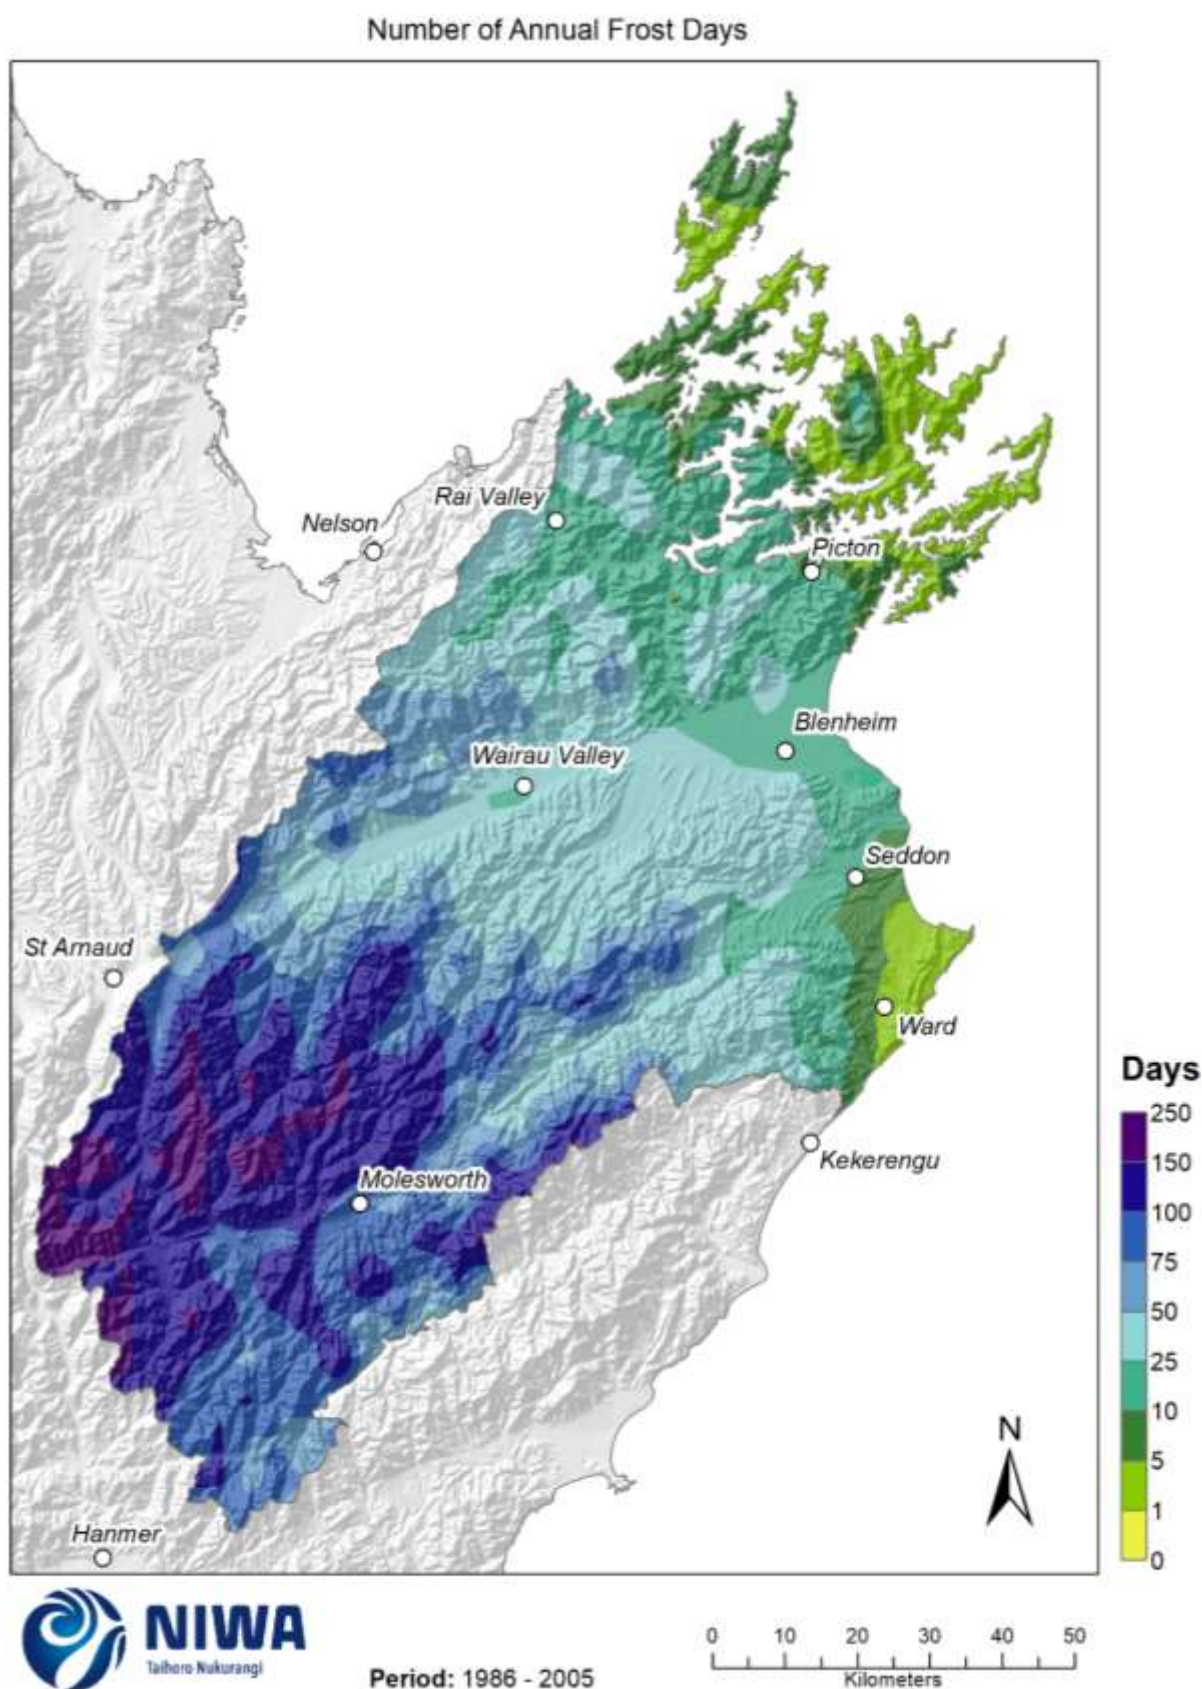 Number of Annual Frost Days
Rai Valley
Nelson
Picton
Blenheim
Wairau Valley
Seddon
St Arnaud
Ward
Days
250
150
100
75
50
25
10
5
1
0
Kekerengu
Molesworth
N
Hanmer
NIWA
Taihoro Nukurangi
Period: 1986 - 2005
0 10 20 30 40 50
Kilometers